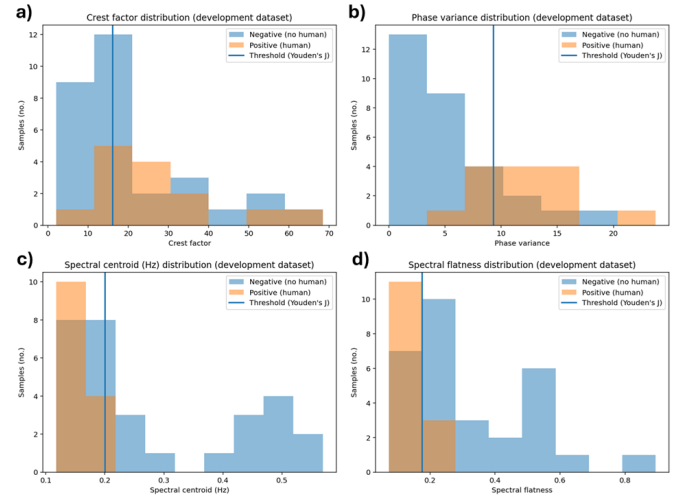 a)
Crest factor distribution (development dataset)
Negative (no human)
Positive (human)
Threshold (Youden's J)
Samples (no.)
12
10
8
6
4
2
0
0 10 20 30 40 50 60 70
Crest factor
b)
Phase variance distribution (development dataset)
Negative (no human)
Positive (human)
Threshold (Youden's J)
Samples (no.)
12
10
8
6
4
2
0
0 5 10 15 20
Phase variance
c)
Spectral centroid (Hz) distribution (development dataset)
Negative (no human)
Positive (human)
Threshold (Youden's J)
Samples (no.)
10
8
6
4
2
0
0.1 0.2 0.3 0.4 0.5
Spectral centroid (Hz)
d)
Spectral flatness distribution (development dataset)
Negative (no human)
Positive (human)
Threshold (Youden's J)
Samples (no.)
10
8
6
4
2
0
0.2 0.4 0.6 0.8
Spectral flatness